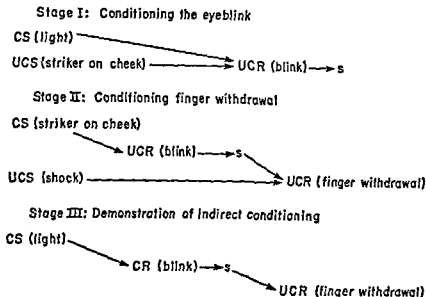 Stage I: Conditioning the eyeblink
CS (light)
UCS (striker on cheek) UCR (blink) s
Stage II: Conditioning finger withdrawal
CS (striker on cheek)
UCR (blink) s
UCS (shock) UCR (finger withdrawal)
Stage III: Demonstration of indirect conditioning
CS (light)
CR (blink) s
UCR (finger withdrawal)